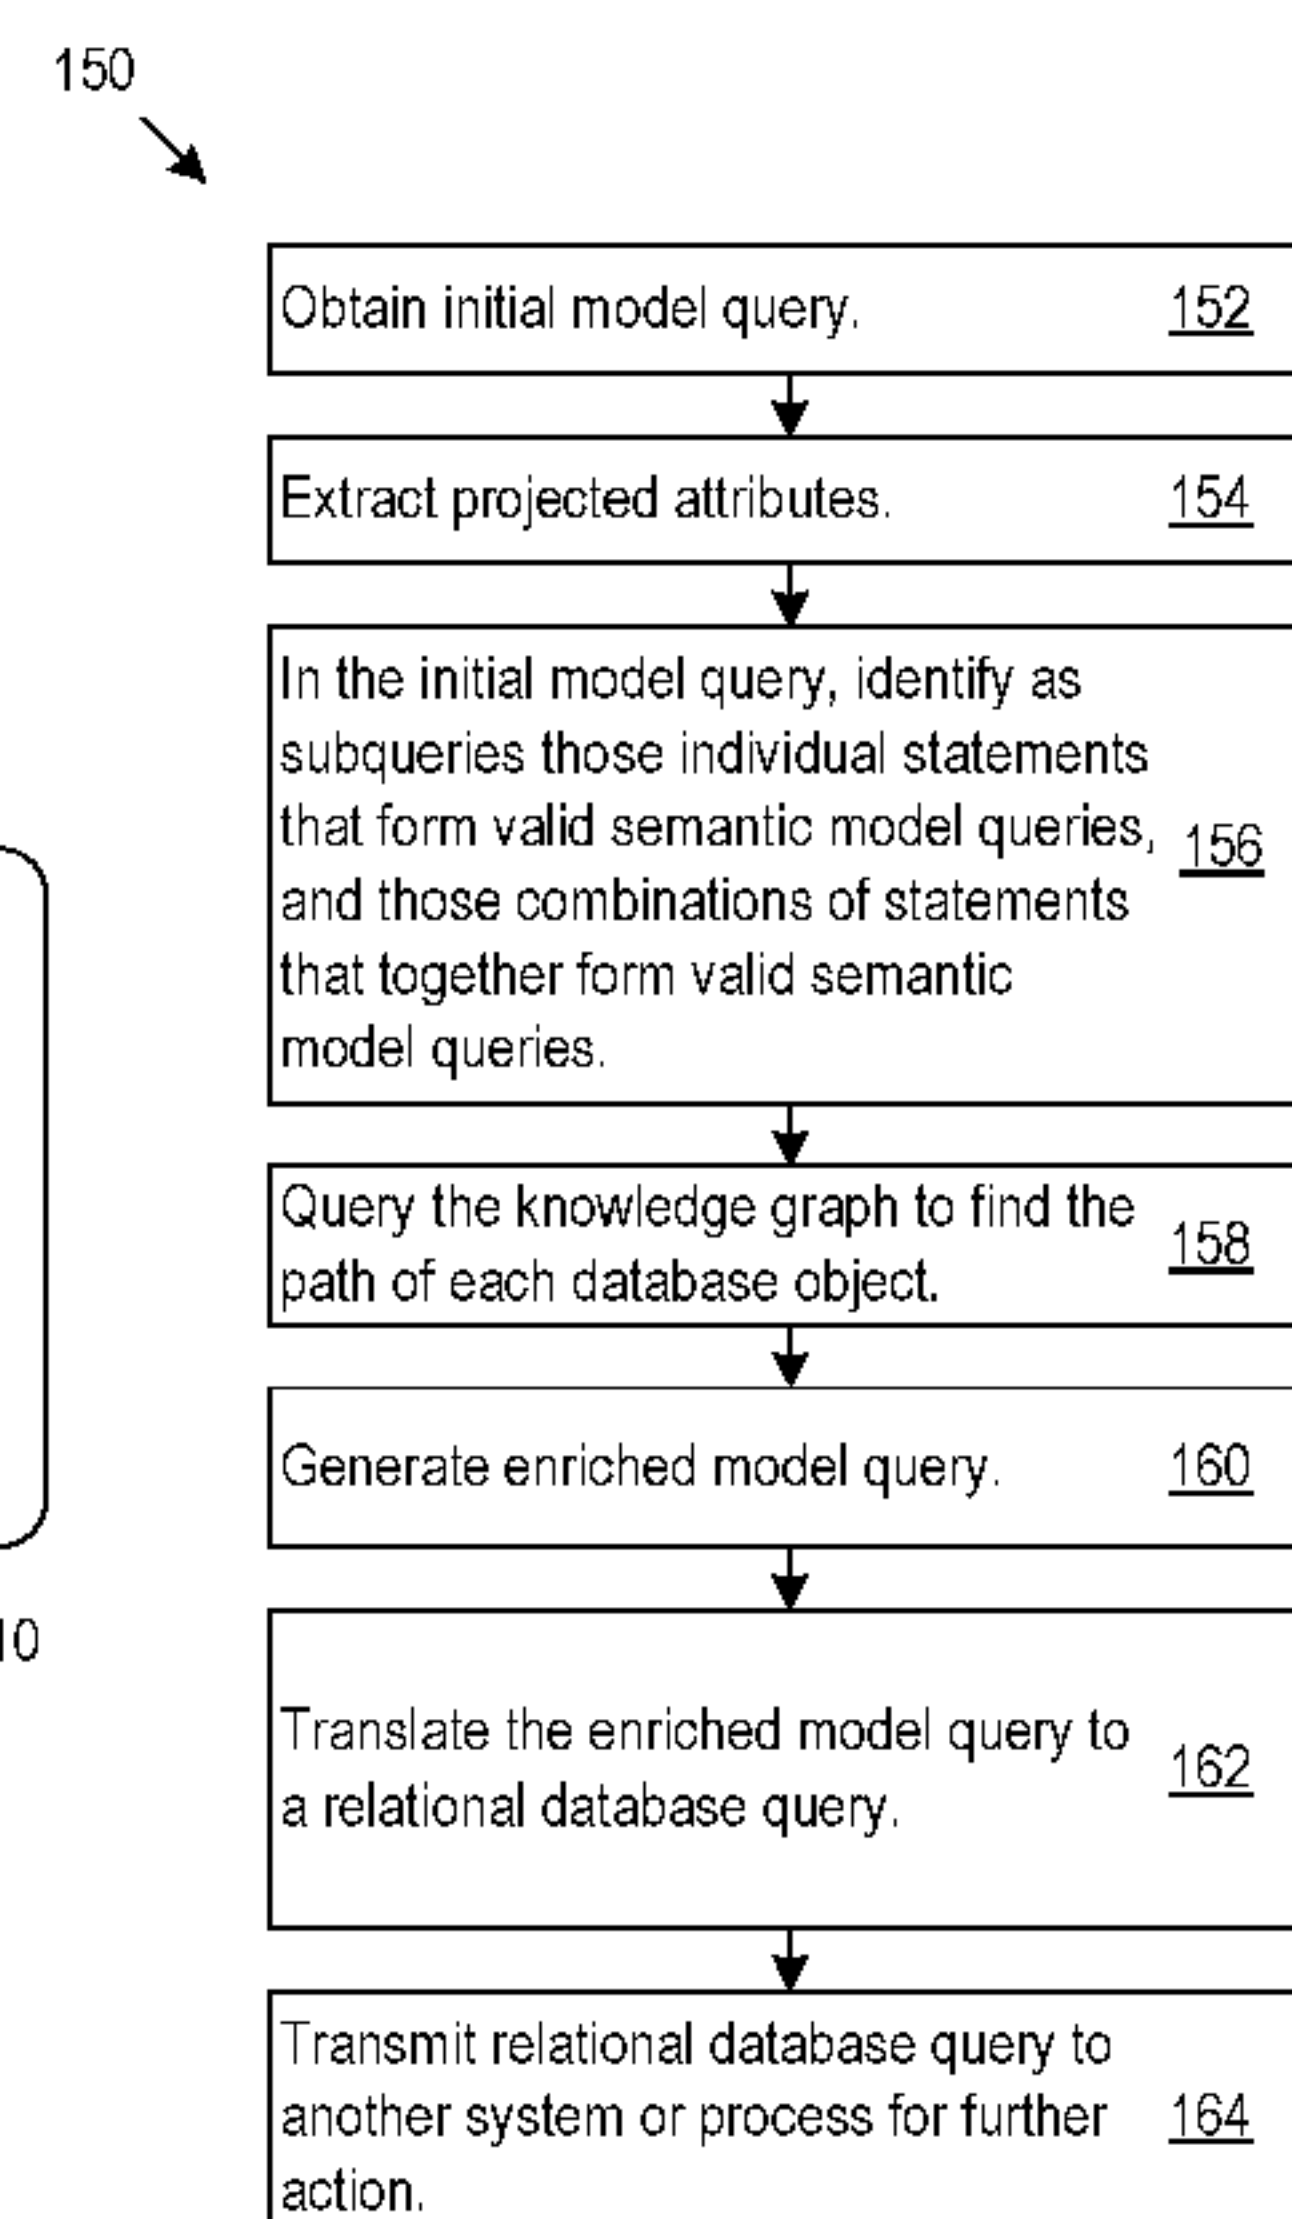 150
Obtain initial model query. 152
Extract projected attributes. 154
In the initial model query, identify as
subqueries those individual statements
that form valid semantic model queries, 156
and those combinations of statements
that together form valid semantic
model queries.
Query the knowledge graph to find the
path of each database object. 158
Generate enriched model query. 160
10
Translate the enriched model query to
a relational database query. 162
Transmit relational database query to
another system or process for further 164
action.